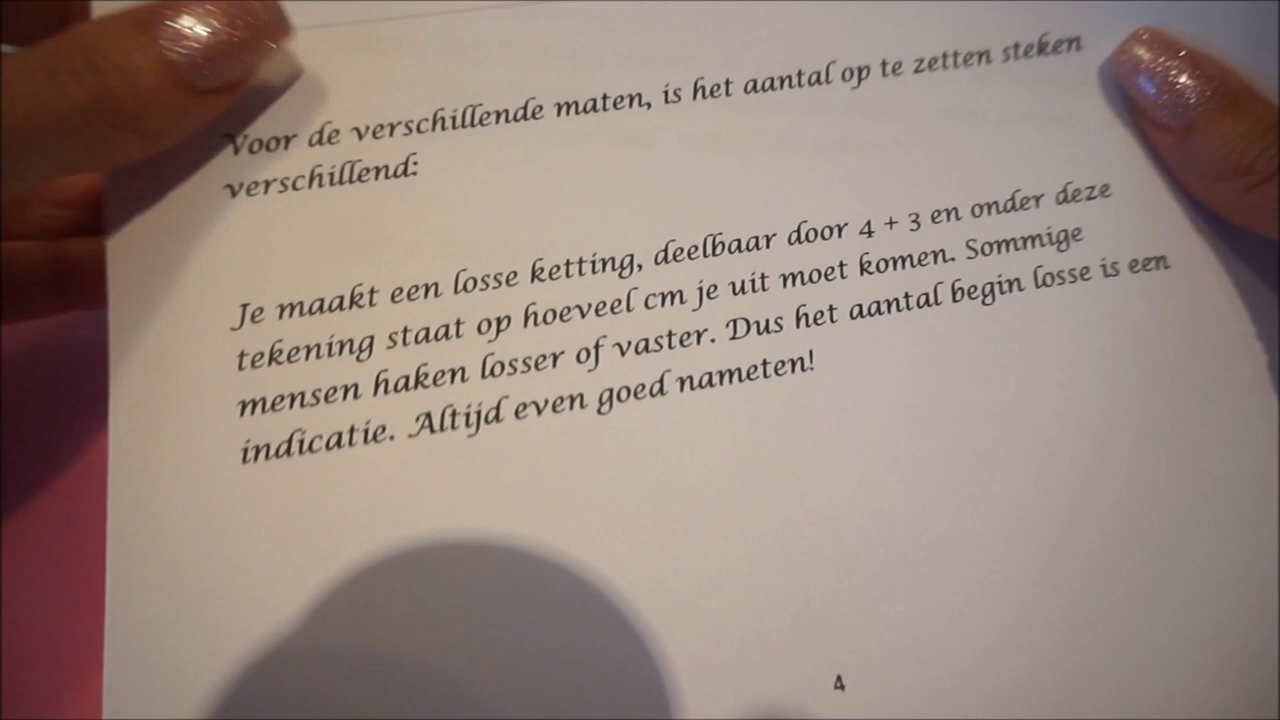 Voor de verschillende maten, is het aantal op te zetten steken
verschillend:
Je maakt een losse ketting, deelbaar door 4 + 3 en onder deze
tekening staat op hoeveel cm je uit moet komen. Sommige
mensen haken losser of vaster. Dus het aantal begin losse is een
indicatie. Altijd even goed nameten!
4